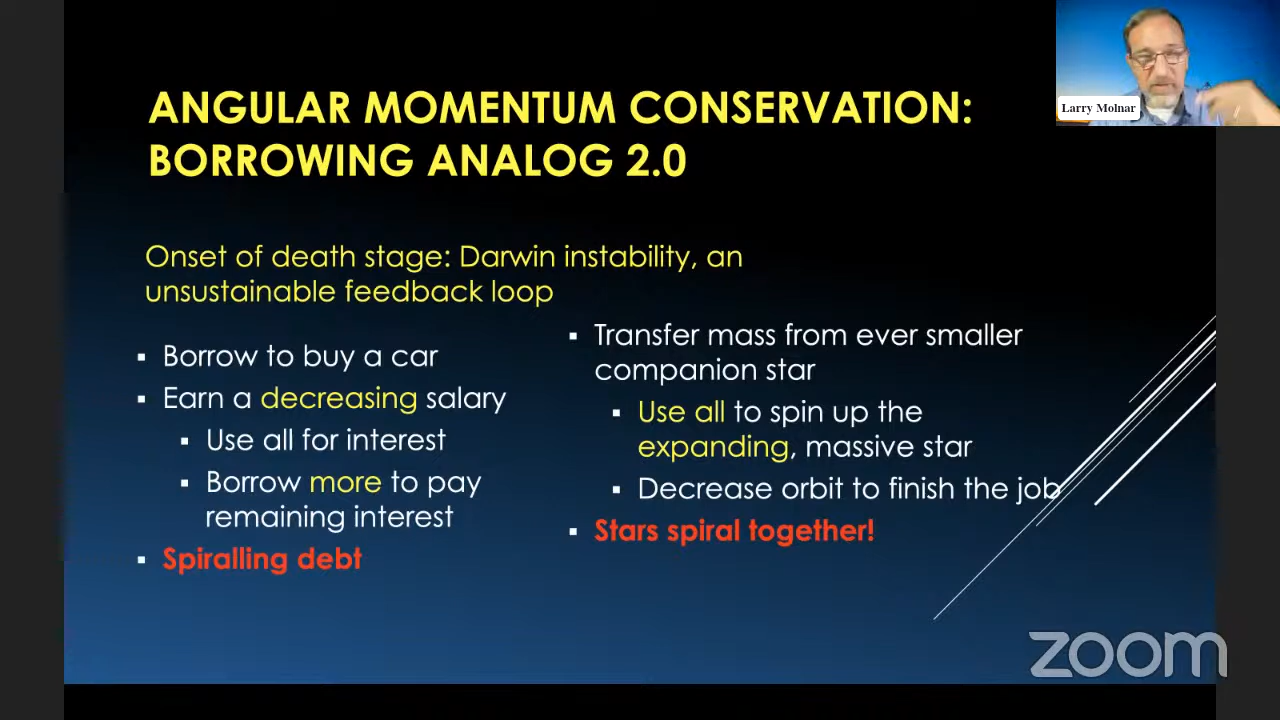 ANGULAR MOMENTUM CONSERVATION:
BORROWING ANALOG 2.0
Larry Molnar
Onset of death stage: Darwin instability, an
unsustainable feedback loop
Borrow to buy a car
Earn a decreasing salary
Use all for interest
Borrow more to pay
remaining interest
Spiralling debt
Transfer mass from ever smaller
companion star
Use all to spin up the
expanding, massive star
Decrease orbit to finish the job
Stars spiral together!
zoom